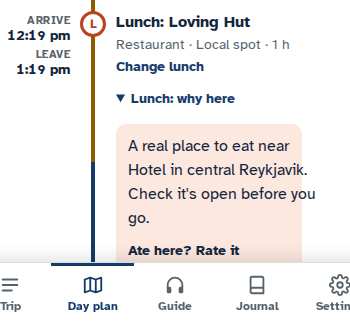 ARRIVE
12:19 pm
LEAVE
1:19 pm
L
Lunch: Loving Hut
Restaurant · Local spot · 1 h
Change lunch
▼ Lunch: why here
A real place to eat near
Hotel in central Reykjavik.
Check it's open before you
go.
Ate here? Rate it
Trip
Day plan
Guide
Journal
Settin